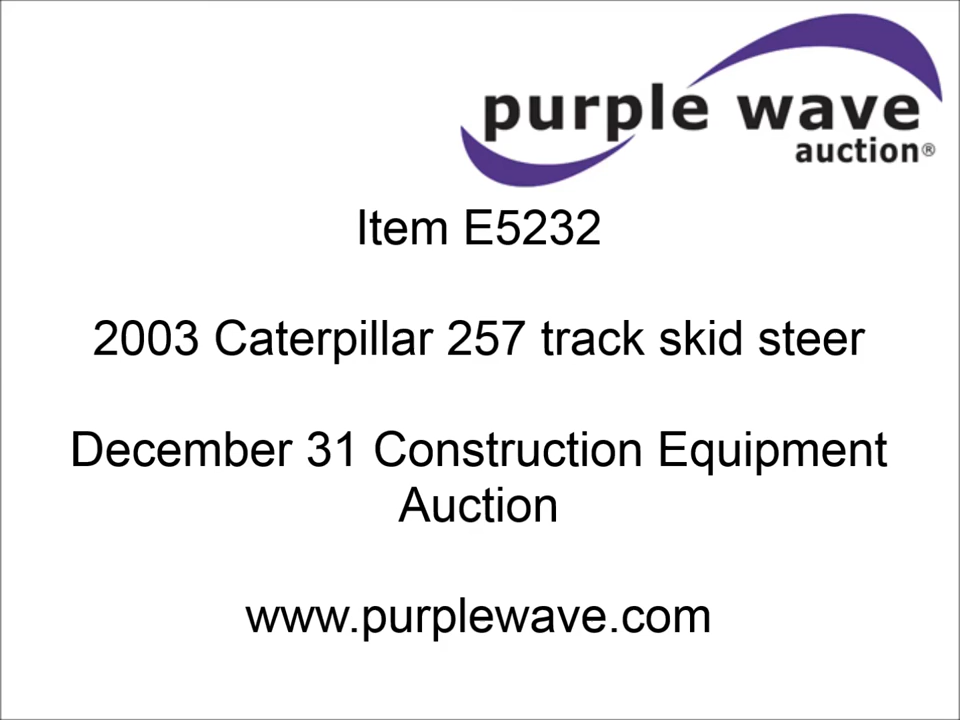 purple wave
auction®
Item E5232
2003 Caterpillar 257 track skid steer
December 31 Construction Equipment
Auction
www.purplewave.com